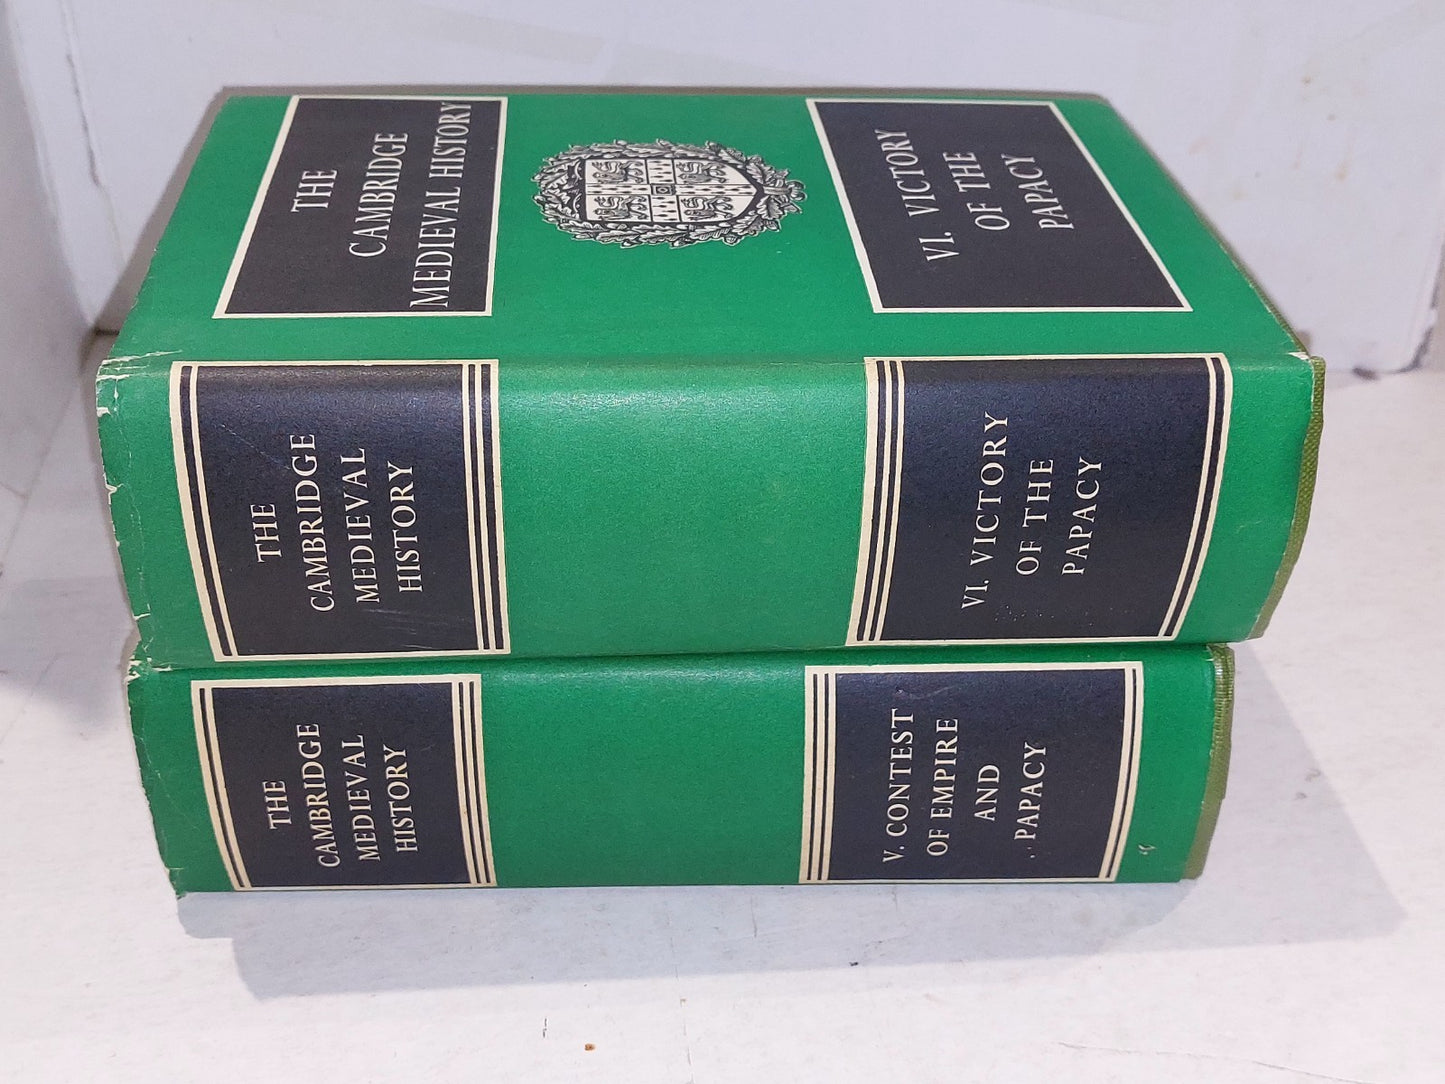 THE
CAMBRIDGE
MEDIEVAL HISTORY
VI. VICTORY
OF THE
PAPACY
THE
CAMBRIDGE
MEDIEVAL
HISTORY
VI. VICTORY
OF THE
PAPACY
THE
CAMBRIDGE
MEDIEVAL
HISTORY
V. CONTEST
OF EMPIRE
AND
PAPACY